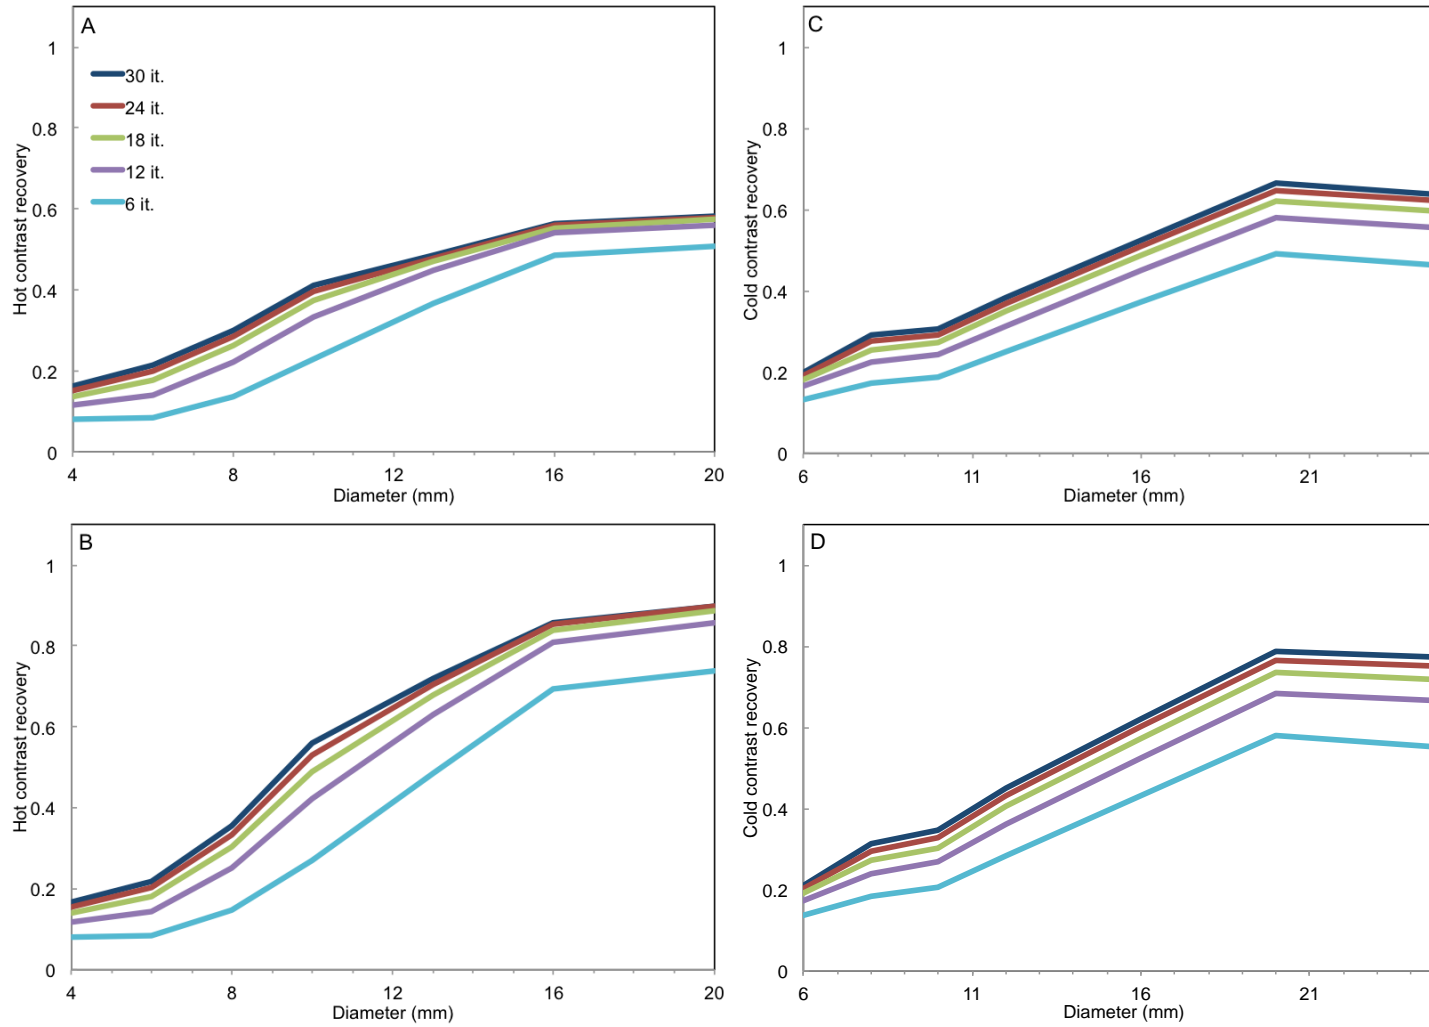 A
1
0.8
0.6
0.4
0.2
0
30 it.
24 it.
18 it.
12 it.
6 it.
Hot contrast recovery
4 8 12 16 20
Diameter (mm)
C
1
0.8
0.6
0.4
0.2
0
Cold contrast recovery
6 11 16 21
Diameter (mm)
B
1
0.8
0.6
0.4
0.2
0
Hot contrast recovery
4 8 12 16 20
Diameter (mm)
D
1
0.8
0.6
0.4
0.2
0
Cold contrast recovery
6 11 16 21
Diameter (mm)